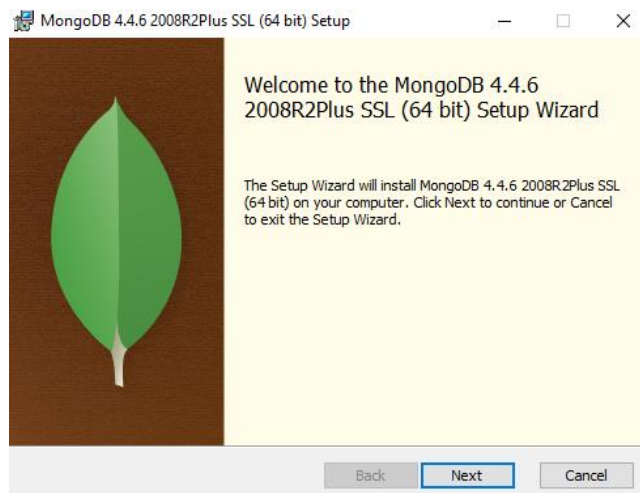 MongoDB 4.4.6 2008R2Plus SSL (64 bit) Setup
Welcome to the MongoDB 4.4.6
2008R2Plus SSL (64 bit) Setup Wizard
The Setup Wizard will install MongoDB 4.4.6 2008R2Plus SSL
(64 bit) on your computer. Click Next to continue or Cancel
to exit the Setup Wizard.
Back Next Cancel